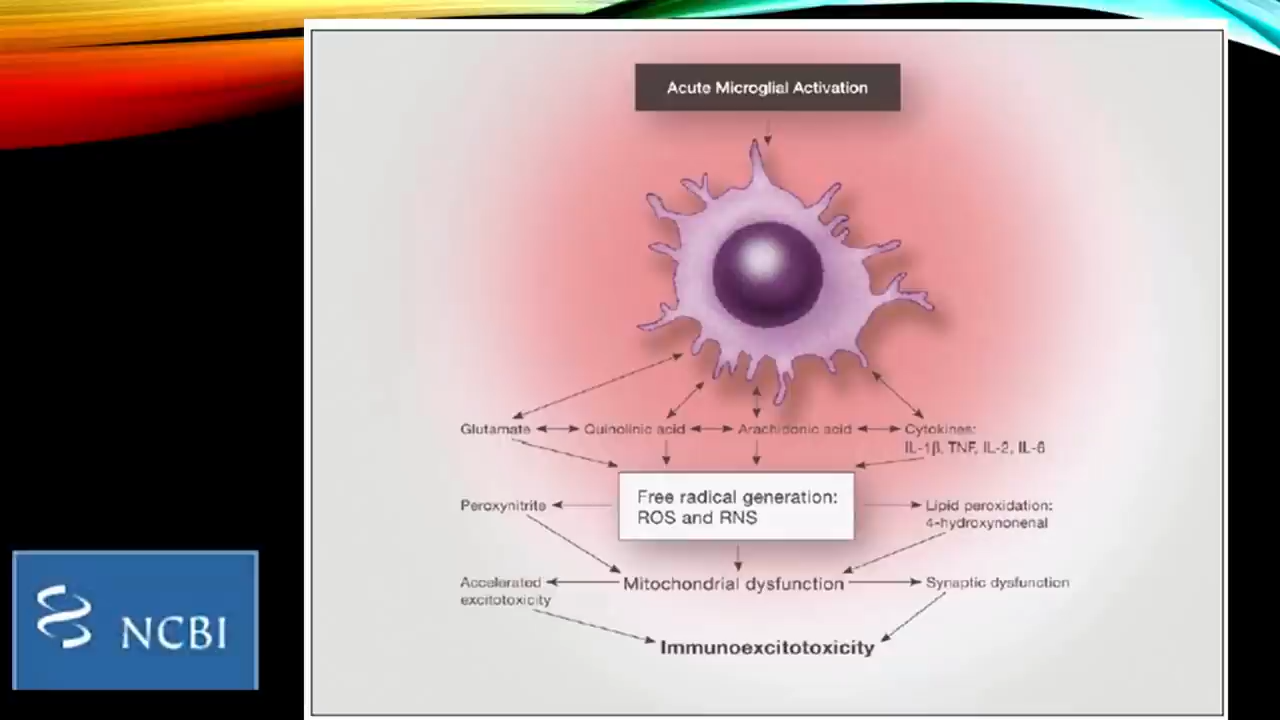 Acute Microglial Activation
Glutamate
Quinolinic acid
Arachidonic acid
Cytokines:
IL-1β, TNF, IL-2, IL-6
Free radical generation:
ROS and RNS
Peroxynitrite
Lipid peroxidation:
4-hydroxynonenal
Accelerated
excitotoxicity
Mitochondrial dysfunction
Synaptic dysfunction
Immunoexcitotoxicity
NCBI